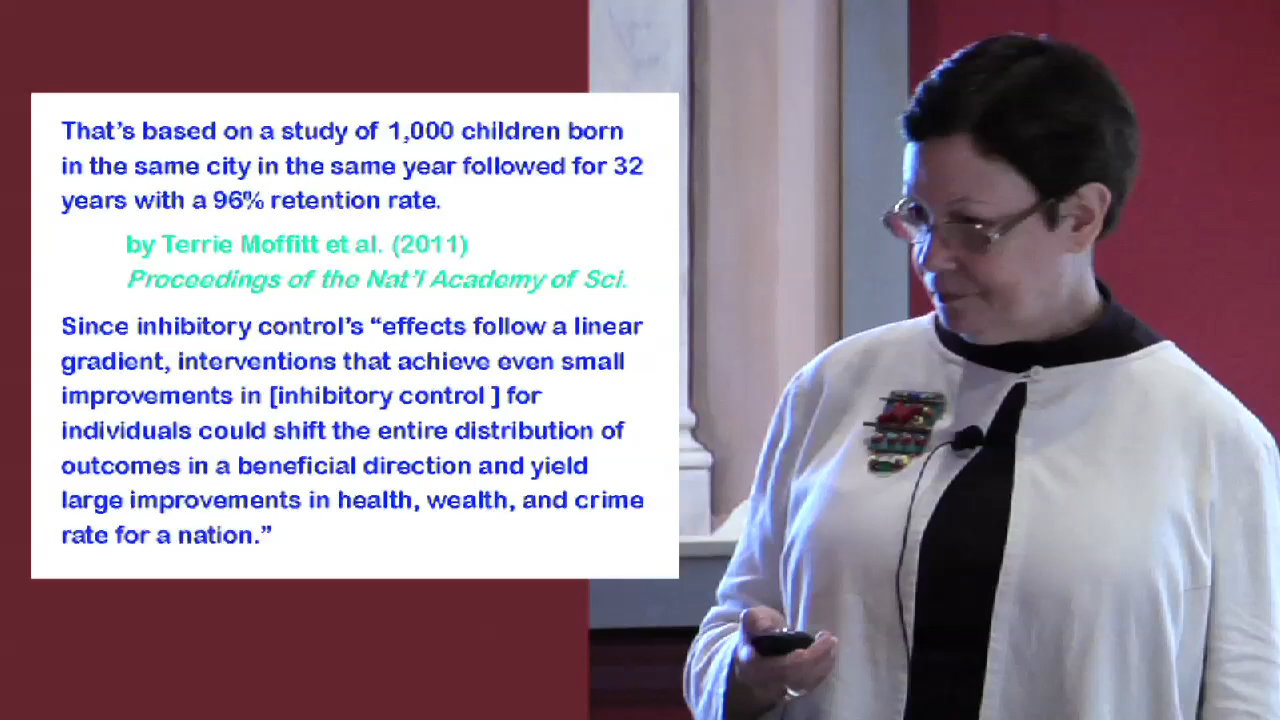 That's based on a study of 1,000 children born
in the same city in the same year followed for 32
years with a 96% retention rate.
by Terrie Moffitt et al. (2011)
Proceedings of the Nat'l Academy of Sci.
Since inhibitory control's “effects follow a linear
gradient, interventions that achieve even small
improvements in [inhibitory control ] for
individuals could shift the entire distribution of
outcomes in a beneficial direction and yield
large improvements in health, wealth, and crime
rate for a nation.”